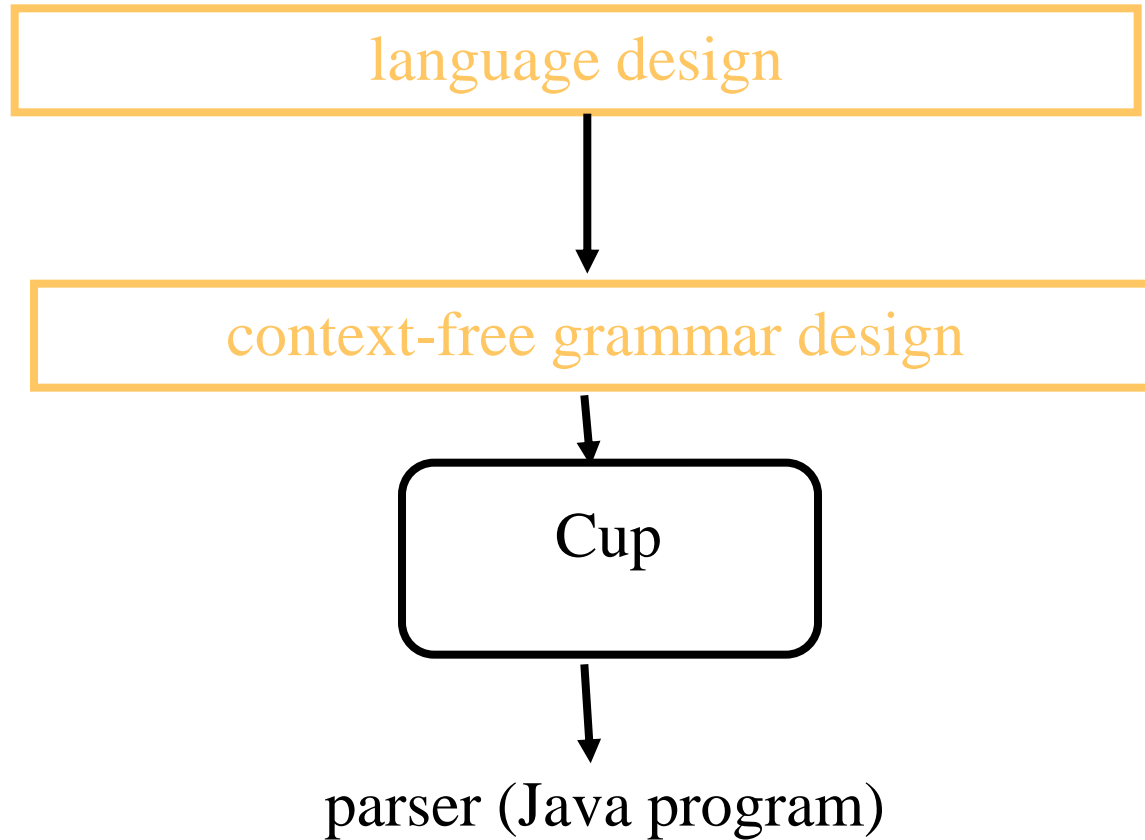 language design
context-free grammar design
Cup
parser (Java program)